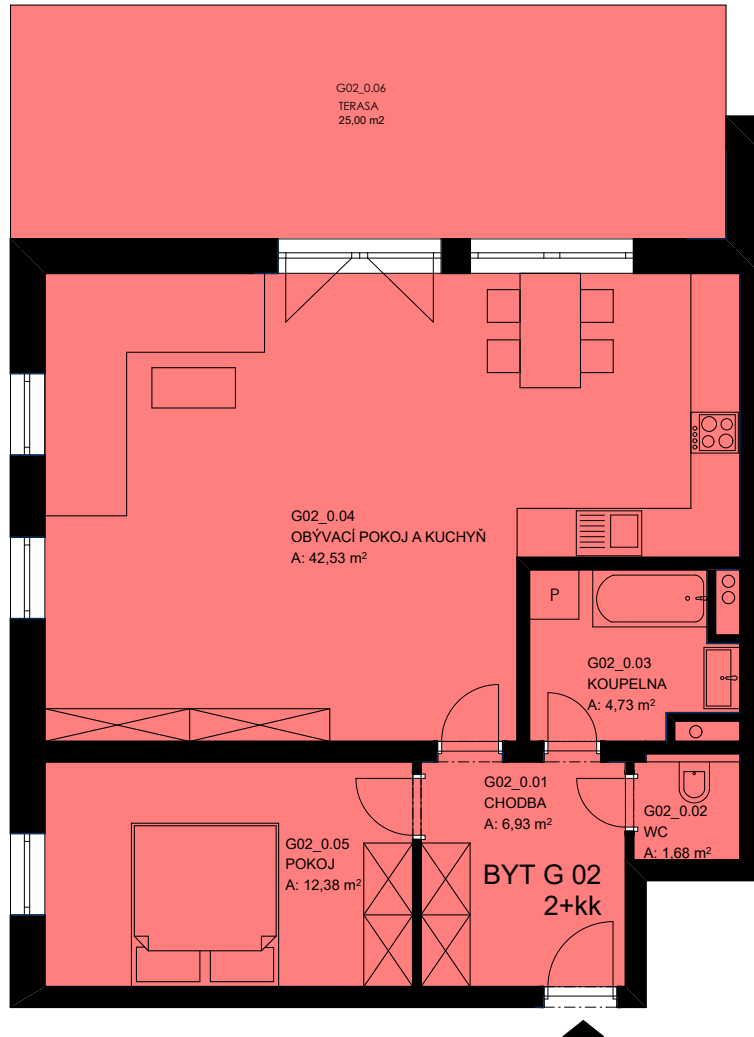 G02_0.06
TERASA
25,00 m2
G02_0.04
OBÝVACÍ POKOJ A KUCHYŇ
A: 42,53 m²
P
G02_0.03
KOUPELNA
A: 4,73 m²
G02_0.01
CHODBA
A: 6,93 m²
G02_0.02
WC
A: 1,68 m²
G02_0.05
POKOJ
A: 12,38 m²
BYT G 02
2+kk